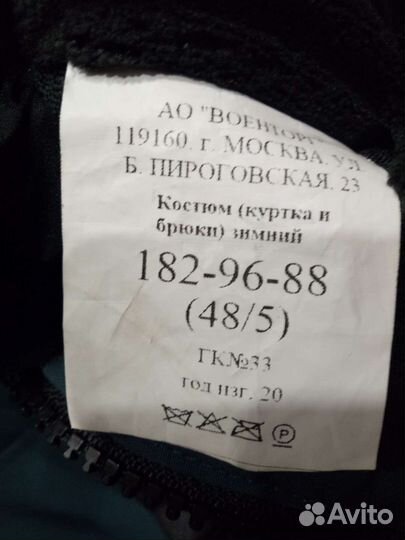 АО "ВОЕНТОРГ"
119160. г. МОСКВА. УЛ.
Б. ПИРОГОВСКАЯ. 23
Костюм (куртка и
брюки) зимний
182-96-88
(48/5)
ГК№33
год изг. 20
P
Avito